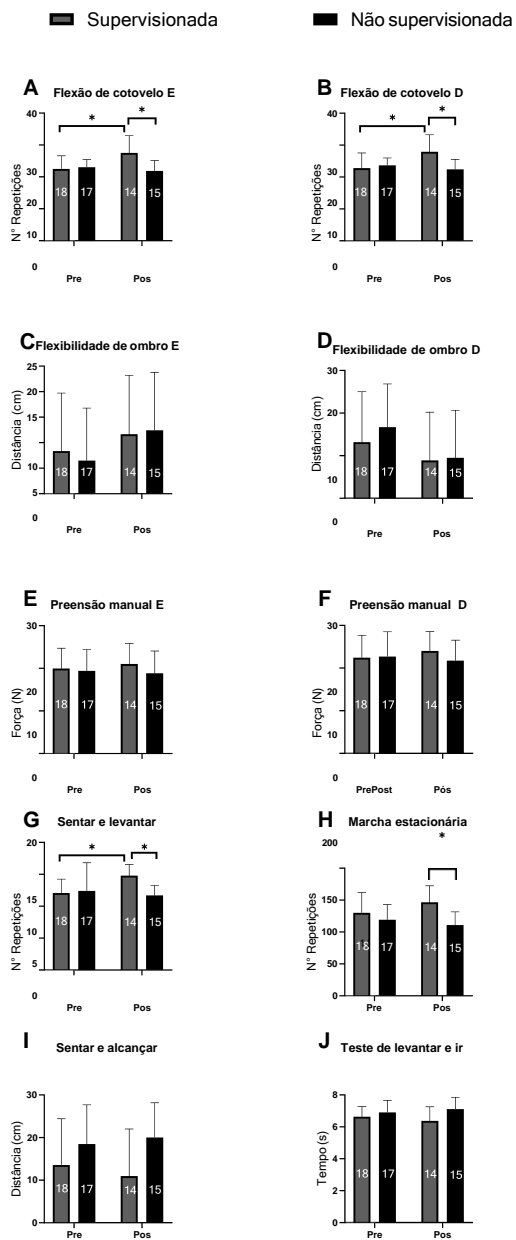 Supervisionada Não supervisionada
A Flexão de cotovelo E
40
30
20
10
0
N° Repetições
* *
18 17 14 15
Pre Pos
B Flexão de cotovelo D
40
30
20
10
0
N° Repetições
* *
18 17 14 15
Pre Pos
C Flexibilidade de ombro E
25
20
15
10
5
0
Distância (cm)
18 17 14 15
Pre Pos
D Flexibilidade de ombro D
30
20
10
0
Distância (cm)
18 17 14 15
Pre Pos
E Preensão manual E
30
20
10
0
Força (N)
18 17 14 15
Pre Pos
F Preensão manual D
30
20
10
0
Força (N)
18 17 14 15
PrePost Pós
G Sentar e levantar
20
15
10
5
0
N° Repetições
* *
18 17 14 15
Pre Pos
H Marcha estacionária
200
150
100
50
0
N° Repetições
*
18 17 14 15
Pre Pos
I Sentar e alcançar
30
20
10
0
Distância (cm)
18 17 14 15
Pre Pos
J Teste de levantar e ir
8
6
4
2
0
Tempo (s)
18 17 14 15
Pre Pos